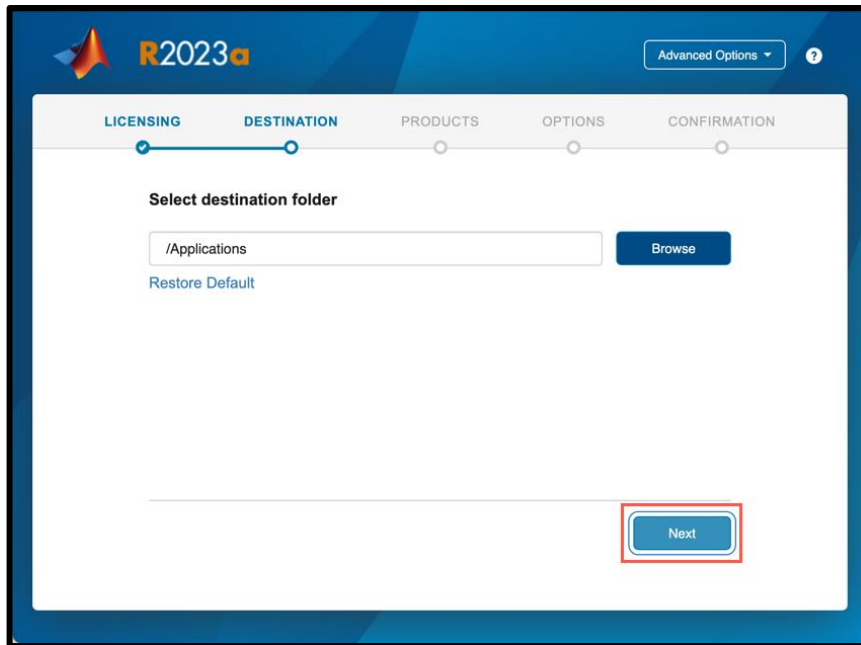 R2023a
Advanced Options
?
LICENSING DESTINATION PRODUCTS OPTIONS CONFIRMATION
Select destination folder
/Applications
Browse
Restore Default
Next